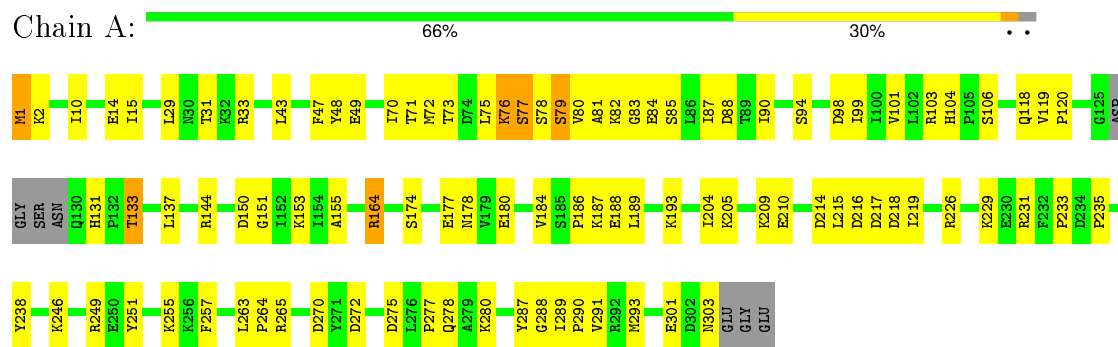 Chain A:
66% 30% • •
M1 K2 I10 E14 I15 L29 N30 T31 K32 R33 L43 F47 Y48 E49 I70 T71 M72 T73 D74 L75 K76 S77 S78 S79 V80 A81 K82 G83 E84 S85 L86 I87 D88 T89 I90 S94 D98 I99 I100 V101 L102 R103 H104 P105 S106 Q118 V119 P120 G125 ASP
GLY SER ASN Q130 H131 P132 T133 L137 R144 D150 G151 I152 K153 I154 A155 R164 S174 E177 N178 V179 E180 V184 S185 P186 K187 E188 L189 K193 I204 K205 K209 E210 D214 L215 D216 D217 D218 I219 R226 K229 E230 R231 F232 P233 D234 P235
Y238 K246 R249 E250 Y251 K255 K256 F257 L263 P264 R265 D270 Y271 D272 D275 L276 P277 Q278 A279 K280 Y287 G288 I289 P290 V291 R292 M293 E301 D302 N303 GLU GLY GLU